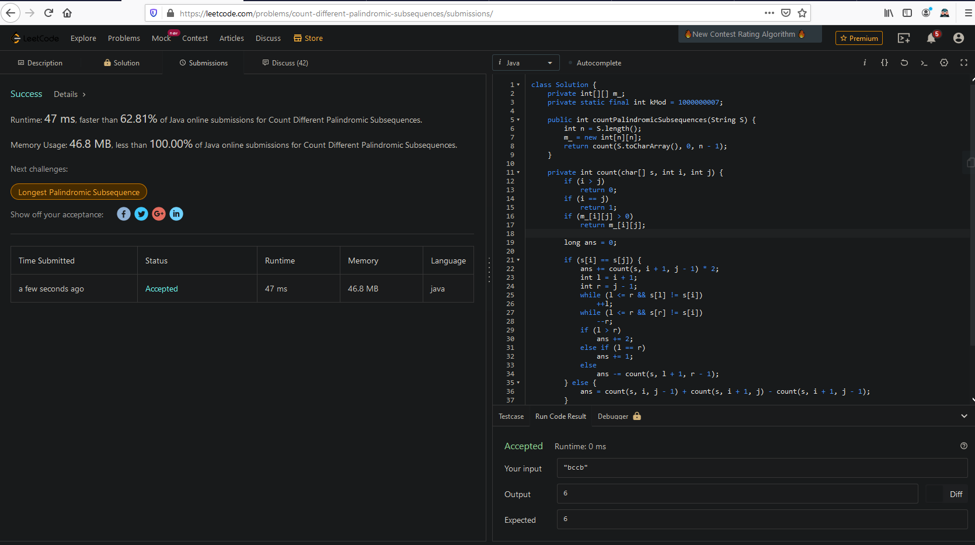 https://leetcode.com/problems/count-different-palindromic-subsequences/submissions/
LeetCode
Explore Problems Mock new Contest Articles Discuss Store
🔥New Contest Rating Algorithm 🔥
Premium
5
Description Solution Submissions Discuss (42)
Success Details >
Runtime: 47 ms, faster than 62.81% of Java online submissions for Count Different Palindromic Subsequences.
Memory Usage: 46.8 MB, less than 100.00% of Java online submissions for Count Different Palindromic Subsequences.
Next challenges:
Longest Palindromic Subsequence
Show off your acceptance:
Time Submitted Status Runtime Memory Language
a few seconds ago Accepted 47 ms 46.8 MB java
i Java Autocomplete
i {}
1 class Solution {
2 private int[][] m_;
3 private static final int kMod = 1000000007;
4
5 public int countPalindromicSubsequences(String S) {
6 int n = S.length();
7 m_ = new int[n][n];
8 return count(S.toCharArray(), 0, n - 1);
9 }
10
11 private int count(char[] s, int i, int j) {
12 if (i > j)
13 return 0;
14 if (i == j)
15 return 1;
16 if (m_[i][j] > 0)
17 return m_[i][j];
18
19 long ans = 0;
20
21 if (s[i] == s[j]) {
22 ans += count(s, i + 1, j - 1) * 2;
23 int l = i + 1;
24 int r = j - 1;
25 while (l <= r && s[l] != s[i])
26 ++l;
27 while (l <= r && s[r] != s[i])
28 --r;
29 if (l > r)
30 ans += 2;
31 else if (l == r)
32 ans += 1;
33 else
34 ans -= count(s, l + 1, r - 1);
35 } else {
36 ans = count(s, i, j - 1) + count(s, i + 1, j) - count(s, i + 1, j - 1);
37 }
Testcase Run Code Result Debugger
Accepted Runtime: 0 ms
Your input "bccb"
Output 6 Diff
Expected 6